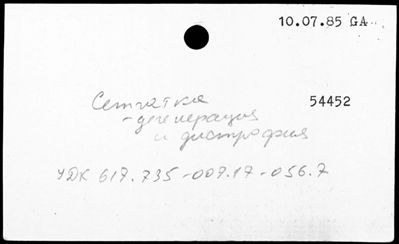 10.07.85 GA
Сетчатка
54452
-дегенерация
и дистрофия
УДК 617.735-007.17-056.7